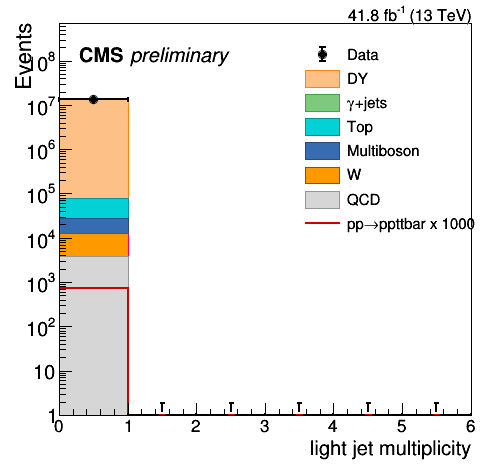 41.8 fb⁻¹ (13 TeV)
Events
CMS preliminary
Data
DY
γ+jets
Top
Multiboson
W
QCD
pp→ppttbar x 1000
10⁸
10⁷
10⁶
10⁵
10⁴
10³
10²
10
1
0 1 2 3 4 5 6
light jet multiplicity